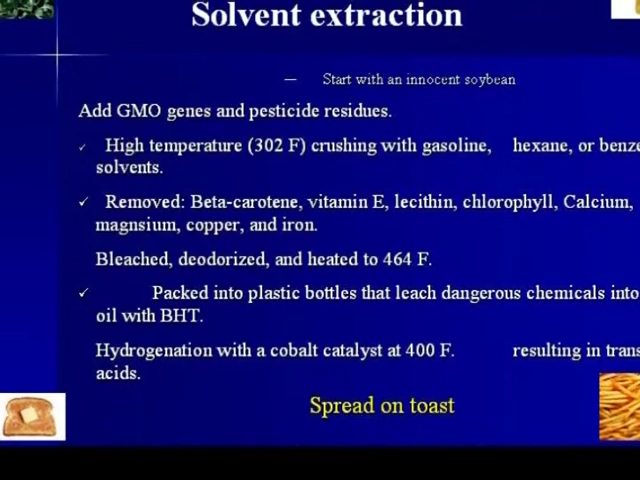 Solvent extraction
— Start with an innocent soybean
Add GMO genes and pesticide residues.
✓ High temperature (302 F) crushing with gasoline, hexane, or benze
solvents.
✓ Removed: Beta-carotene, vitamin E, lecithin, chlorophyll, Calcium,
magnsium, copper, and iron.
Bleached, deodorized, and heated to 464 F.
✓ Packed into plastic bottles that leach dangerous chemicals into
oil with BHT.
Hydrogenation with a cobalt catalyst at 400 F. resulting in trans
acids.
Spread on toast